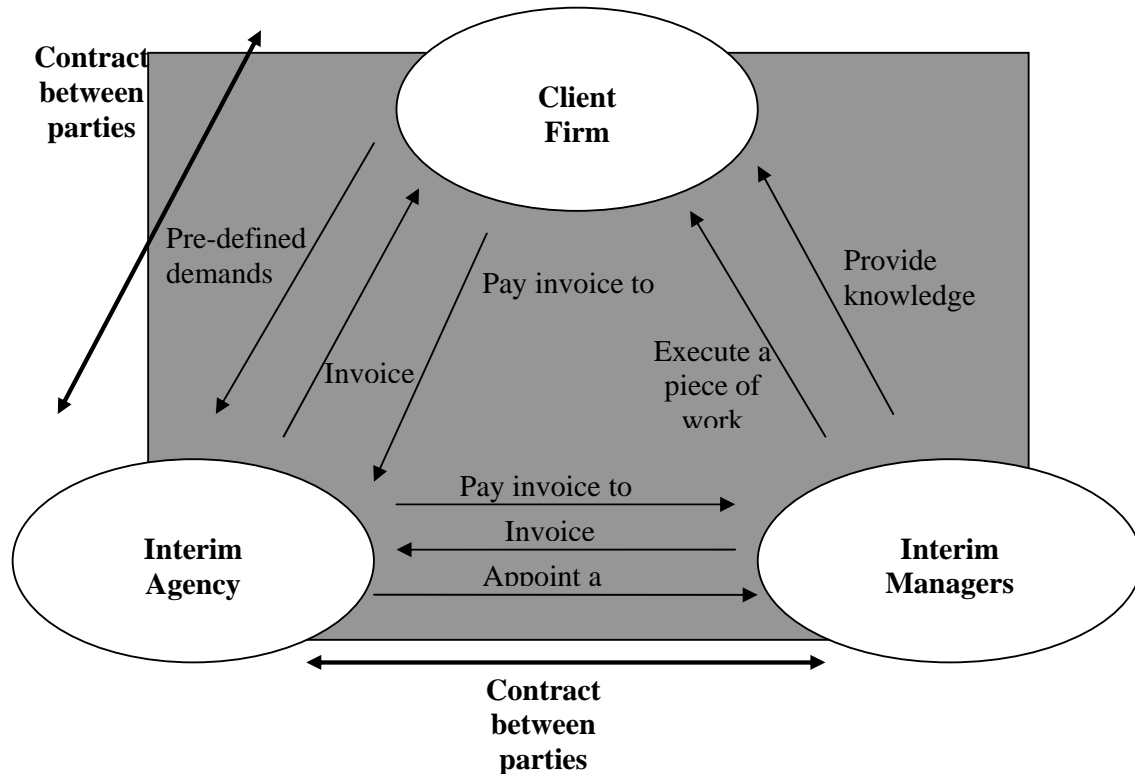 Contract
between
parties
Client
Firm
Pre-defined
demands
Pay invoice to
Provide
knowledge
Invoice
Execute a
piece of
work
Pay invoice to
Invoice
Appoint a
Interim
Agency
Interim
Managers
Contract
between
parties